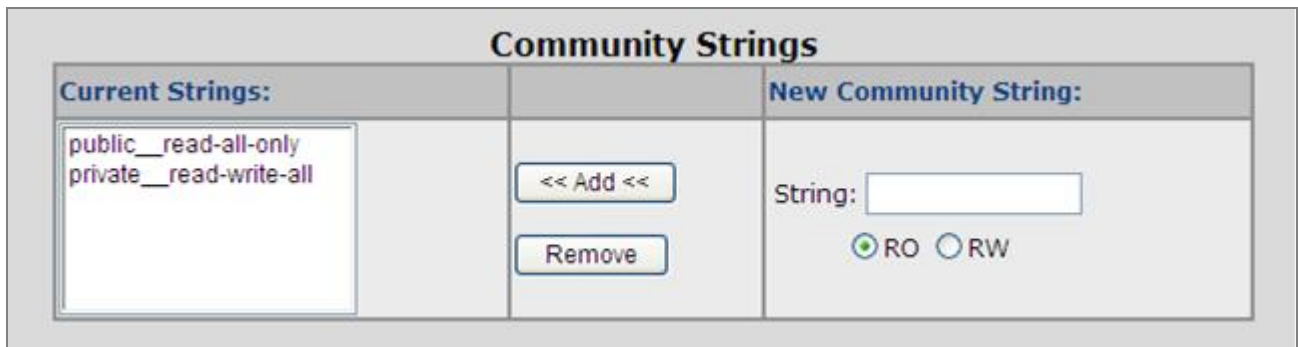 Community Strings
Current Strings:
New Community String:
public__read-all-only
private__read-write-all
<< Add <<
Remove
String:
RO RW